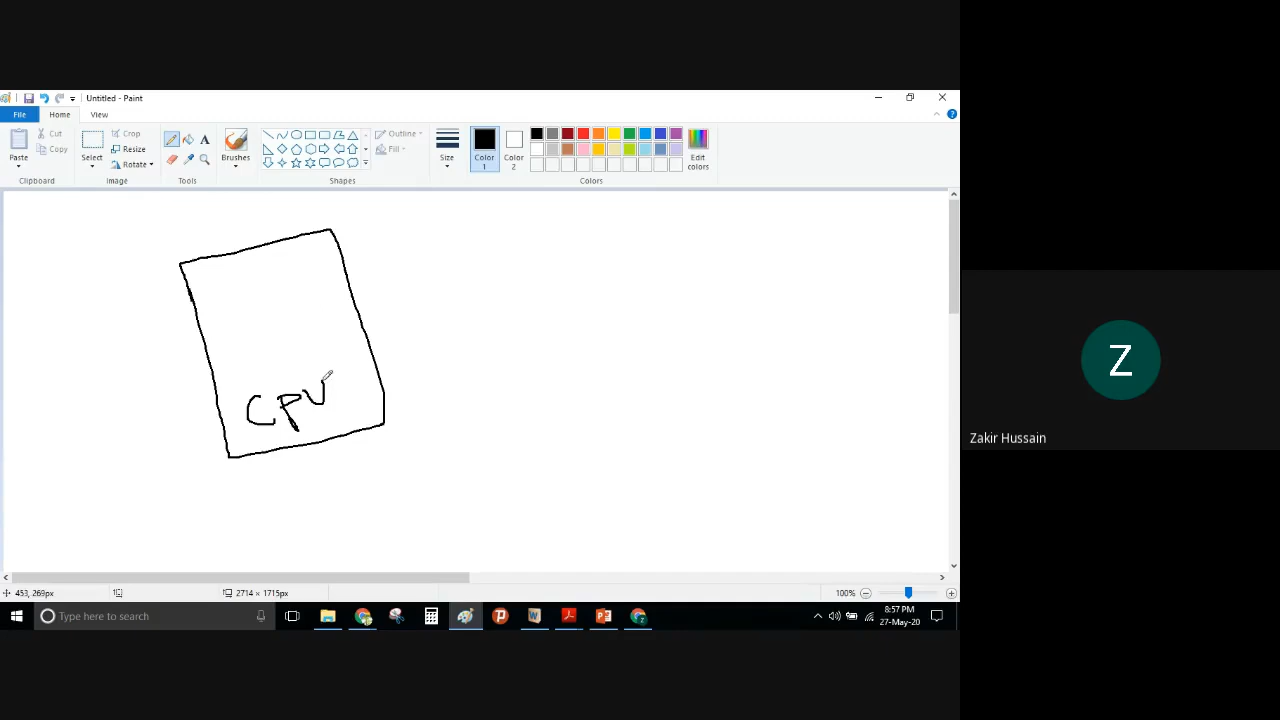 Untitled - Paint
File
Home
View
Paste
Cut
Copy
Clipboard
Select
Crop
Resize
Rotate
Image
Tools
Brushes
Shapes
Outline
Fill
Size
Color 1
Color 2
Edit colors
Colors
CPU
Z
Zakir Hussain
453, 269px
2714 × 1715px
100%
Type here to search
8:57 PM
27-May-20